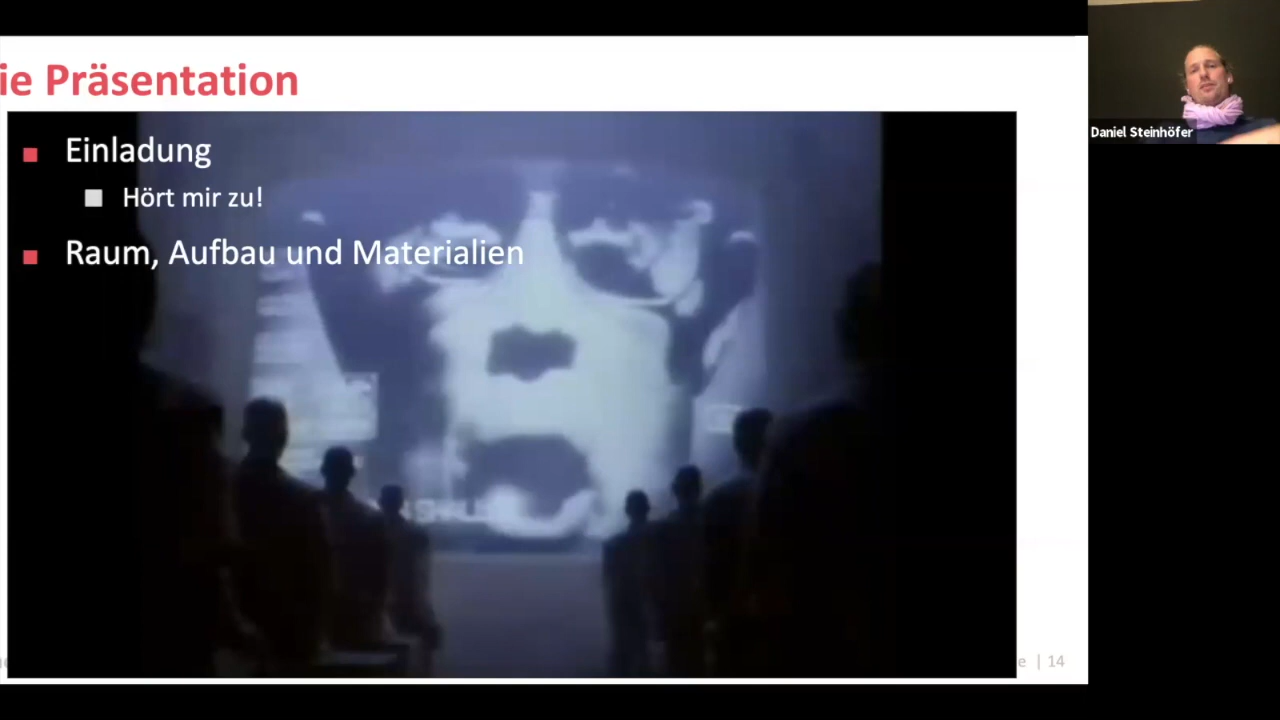 ie Präsentation
Einladung
Hört mir zu!
Raum, Aufbau und Materialien
e | 14
Daniel Steinhöfer